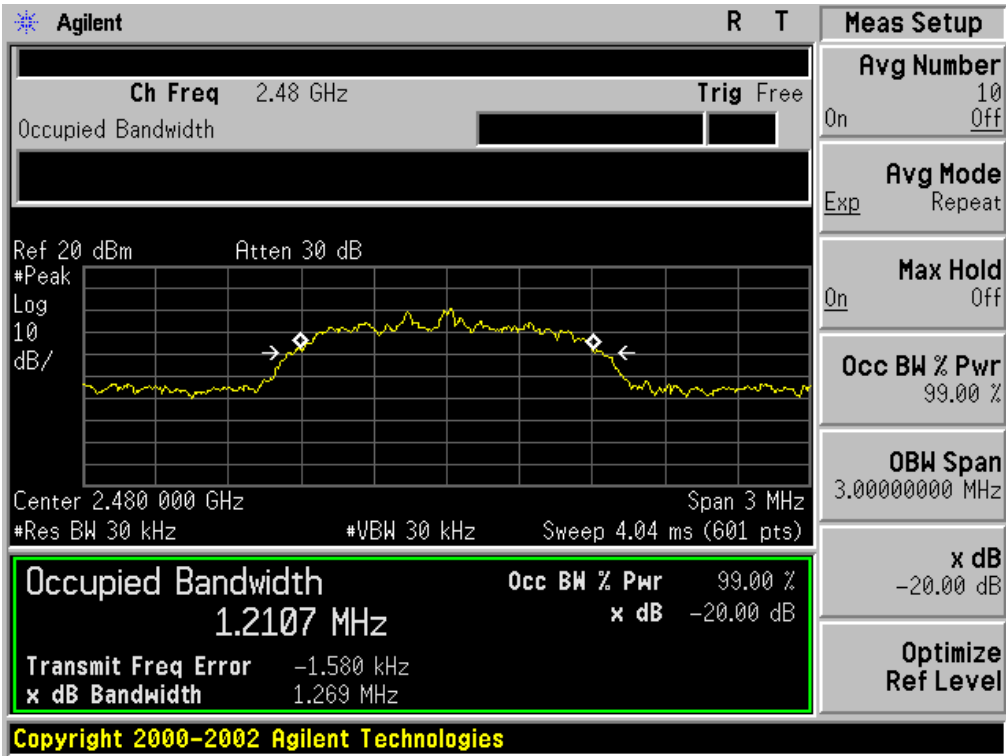 Agilent R T
Meas Setup
Ch Freq 2.48 GHz Trig Free
Occupied Bandwidth
Ref 20 dBm Atten 30 dB
#Peak
Log
10
dB/
Center 2.480 000 GHz Span 3 MHz
#Res BW 30 kHz #VBW 30 kHz Sweep 4.04 ms (601 pts)
Occupied Bandwidth
1.2107 MHz
Occ BW % Pwr 99.00 %
x dB -20.00 dB
Transmit Freq Error -1.580 kHz
x dB Bandwidth 1.269 MHz
Avg Number
10
On Off
Avg Mode
Exp Repeat
Max Hold
On Off
Occ BW % Pwr
99.00 %
OBW Span
3.00000000 MHz
x dB
-20.00 dB
Optimize
Ref Level
Copyright 2000-2002 Agilent Technologies